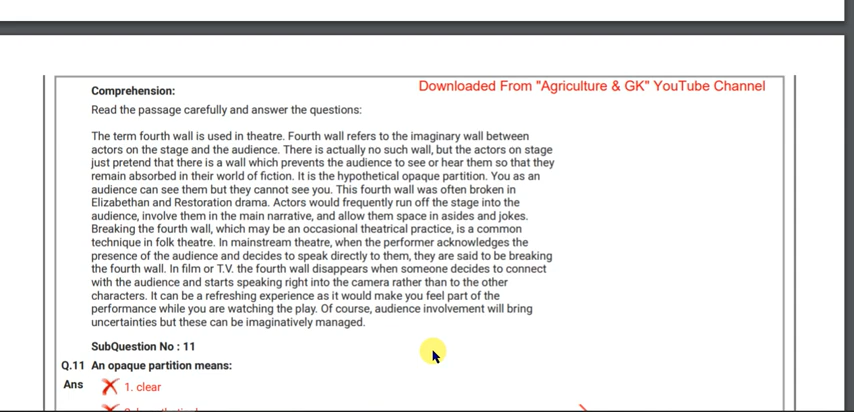 Comprehension:
Downloaded From "Agriculture & GK" YouTube Channel
Read the passage carefully and answer the questions:
The term fourth wall is used in theatre. Fourth wall refers to the imaginary wall between
actors on the stage and the audience. There is actually no such wall, but the actors on stage
just pretend that there is a wall which prevents the audience to see or hear them so that they
remain absorbed in their world of fiction. It is the hypothetical opaque partition. You as an
audience can see them but they cannot see you. This fourth wall was often broken in
Elizabethan and Restoration drama. Actors would frequently run off the stage into the
audience, involve them in the main narrative, and allow them space in asides and jokes.
Breaking the fourth wall, which may be an occasional theatrical practice, is a common
technique in folk theatre. In mainstream theatre, when the performer acknowledges the
presence of the audience and decides to speak directly to them, they are said to be breaking
the fourth wall. In film or T.V. the fourth wall disappears when someone decides to connect
with the audience and starts speaking right into the camera rather than to the other
characters. It can be a refreshing experience as it would make you feel part of the
performance while you are watching the play. Of course, audience involvement will bring
uncertainties but these can be imaginatively managed.
SubQuestion No : 11
Q.11 An opaque partition means:
Ans 1. clear